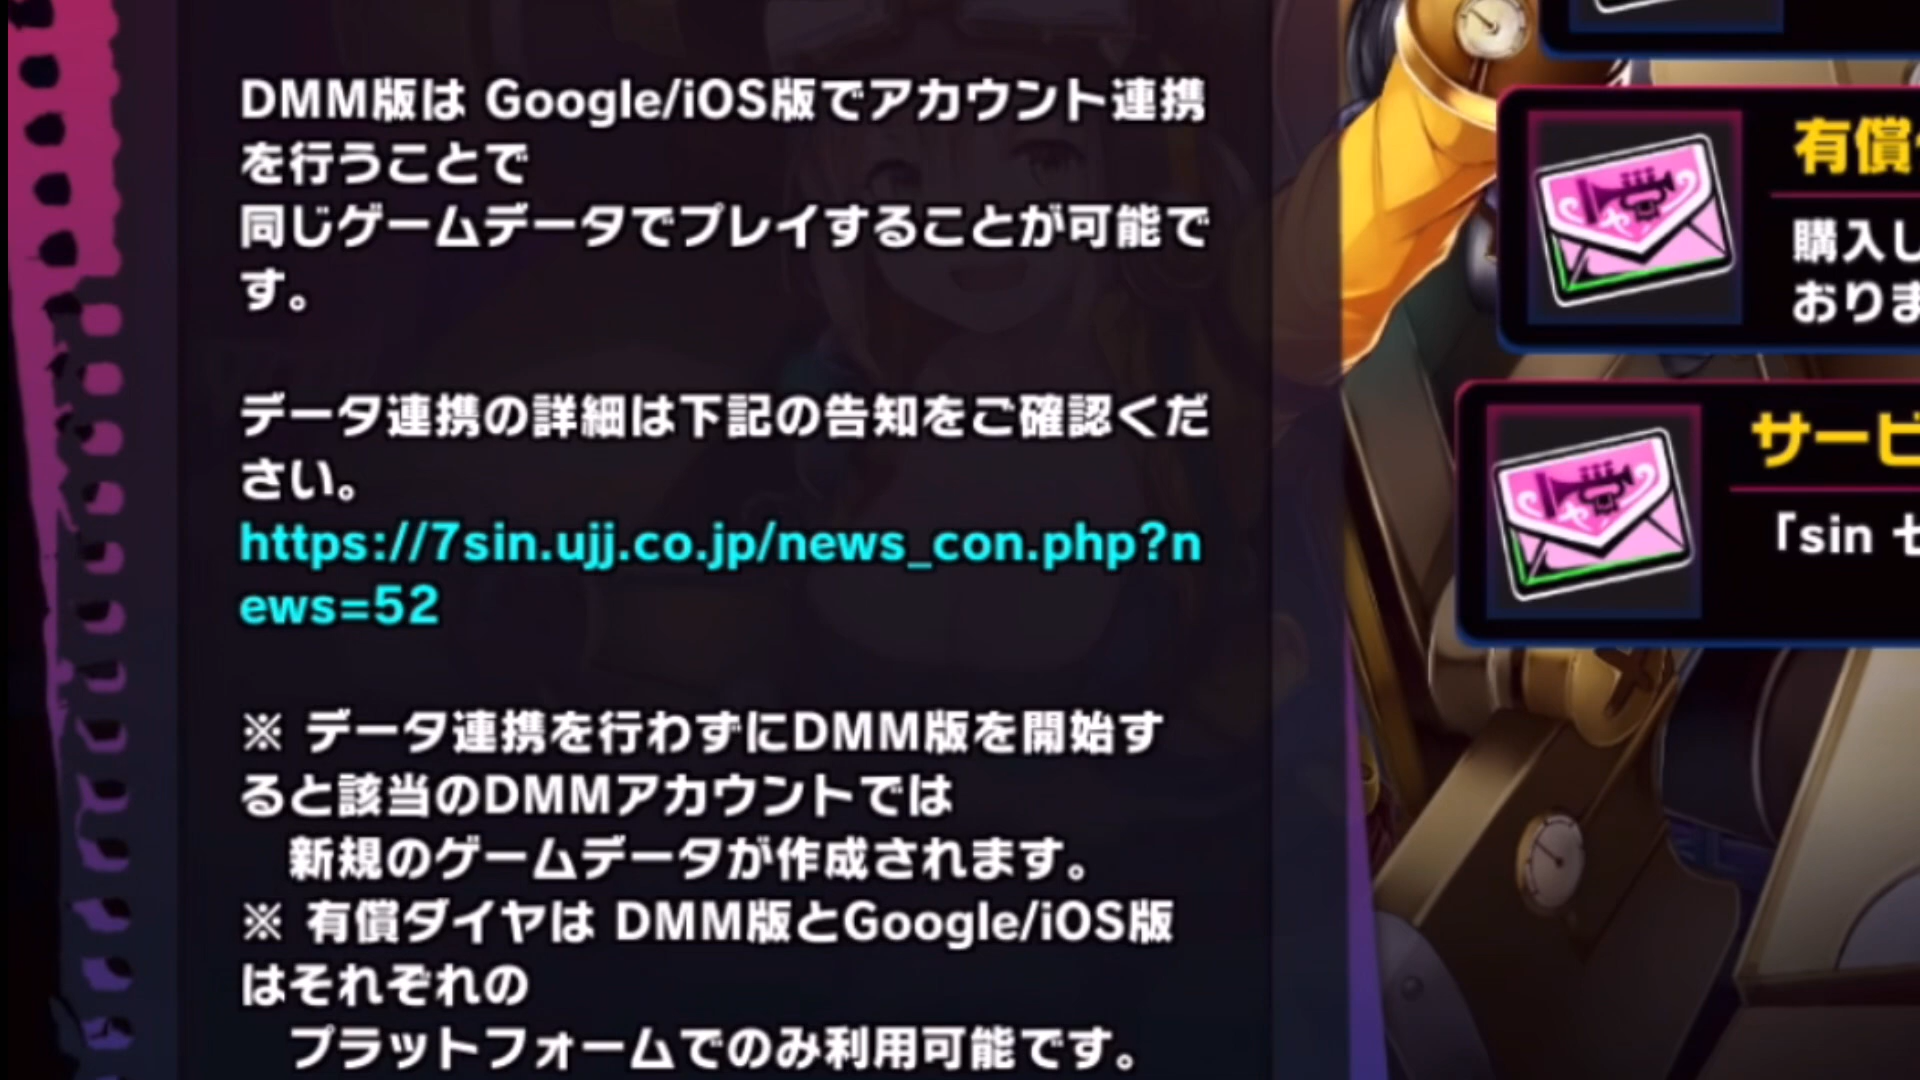 DMM版は Google/iOS版でアカウント連携
を行うことで
同じゲームデータでプレイすることが可能で
す。
データ連携の詳細は下記の告知をご確認くだ
さい。
https://7sin.ujj.co.jp/news_con.php?n
ews=52
※ データ連携を行わずにDMM版を開始す
ると該当のDMMアカウントでは
　新規のゲームデータが作成されます。
※ 有償ダイヤは DMM版とGoogle/iOS版
はそれぞれの
　プラットフォームでのみ利用可能です。
有償
購入し
おりま
サービ
「sin 七